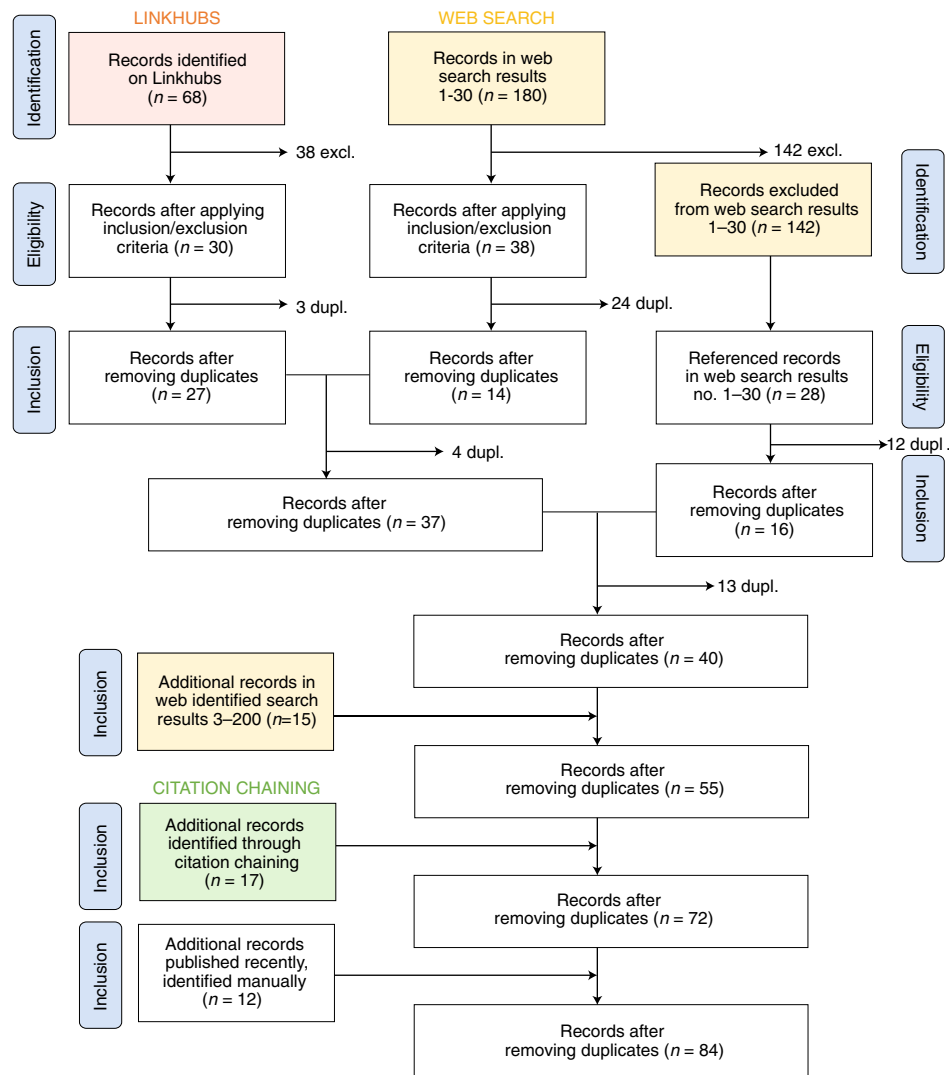 LINKHUBS
WEB SEARCH
Identification
Records identified
on Linkhubs
(n = 68)
Records in web
search results
1-30 (n = 180)
38 excl.
142 excl.
Eligibility
Records after applying
inclusion/exclusion
criteria (n = 30)
Records after applying
inclusion/exclusion
criteria (n = 38)
Records excluded
from web search results
1–30 (n = 142)
Identification
3 dupl.
24 dupl.
Inclusion
Records after
removing duplicates
(n = 27)
Records after
removing duplicates
(n = 14)
Referenced records
in web search results
no. 1–30 (n = 28)
Eligibility
4 dupl.
12 dupl.
Records after
removing duplicates (n = 37)
Records after
removing duplicates
(n = 16)
Inclusion
13 dupl.
Records after
removing duplicates (n = 40)
Inclusion
Additional records in
web identified search
results 3–200 (n=15)
Records after
removing duplicates (n = 55)
CITATION CHAINING
Inclusion
Additional records
identified through
citation chaining
(n = 17)
Records after
removing duplicates (n = 72)
Inclusion
Additional records
published recently,
identified manually
(n = 12)
Records after
removing duplicates (n = 84)